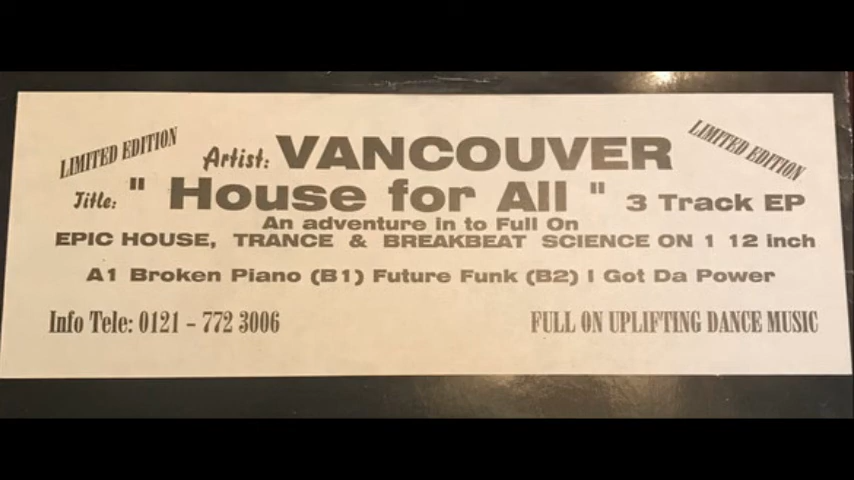 LIMITED EDITION
Artist: VANCOUVER
LIMITED EDITION
Title: " House for All " 3 Track EP
An adventure in to Full On
EPIC HOUSE, TRANCE & BREAKBEAT SCIENCE ON 1 12 inch
A1 Broken Piano (B1) Future Funk (B2) I Got Da Power
Info Tele: 0121 – 772 3006
FULL ON UPLIFTING DANCE MUSIC